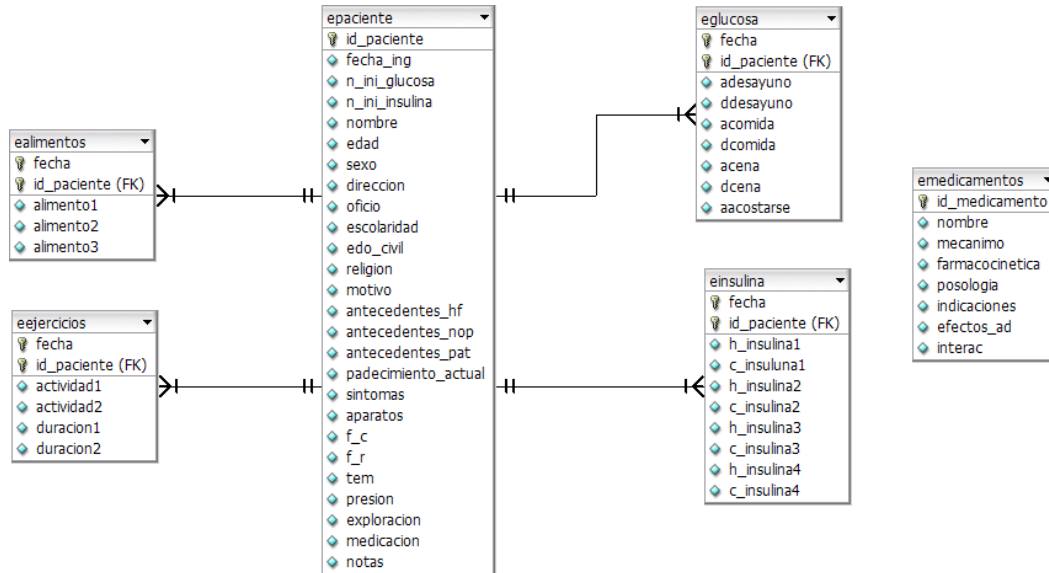 epaciente
id_paciente
fecha_ing
n_ini_glucosa
n_ini_insulina
nombre
edad
sexo
direccion
oficio
escolaridad
edo_civil
religion
motivo
antecedentes_hf
antecedentes_nop
antecedentes_pat
padecimiento_actual
sintomas
aparatos
f_c
f_r
tem
presion
exploracion
medicacion
notas
ealimentos
fecha
id_paciente (FK)
alimento1
alimento2
alimento3
eejercicios
fecha
id_paciente (FK)
actividad1
actividad2
duracion1
duracion2
eglucosa
fecha
id_paciente (FK)
adesayuno
ddesayuno
acomida
dcomida
acena
dcena
aacostarse
einsulina
fecha
id_paciente (FK)
h_insulina1
c_insuluna1
h_insulina2
c_insulina2
h_insulina3
c_insulina3
h_insulina4
c_insulina4
emedicamentos
id_medicamento
nombre
mecanimo
farmacocinetica
posologia
indicaciones
efectos_ad
interac